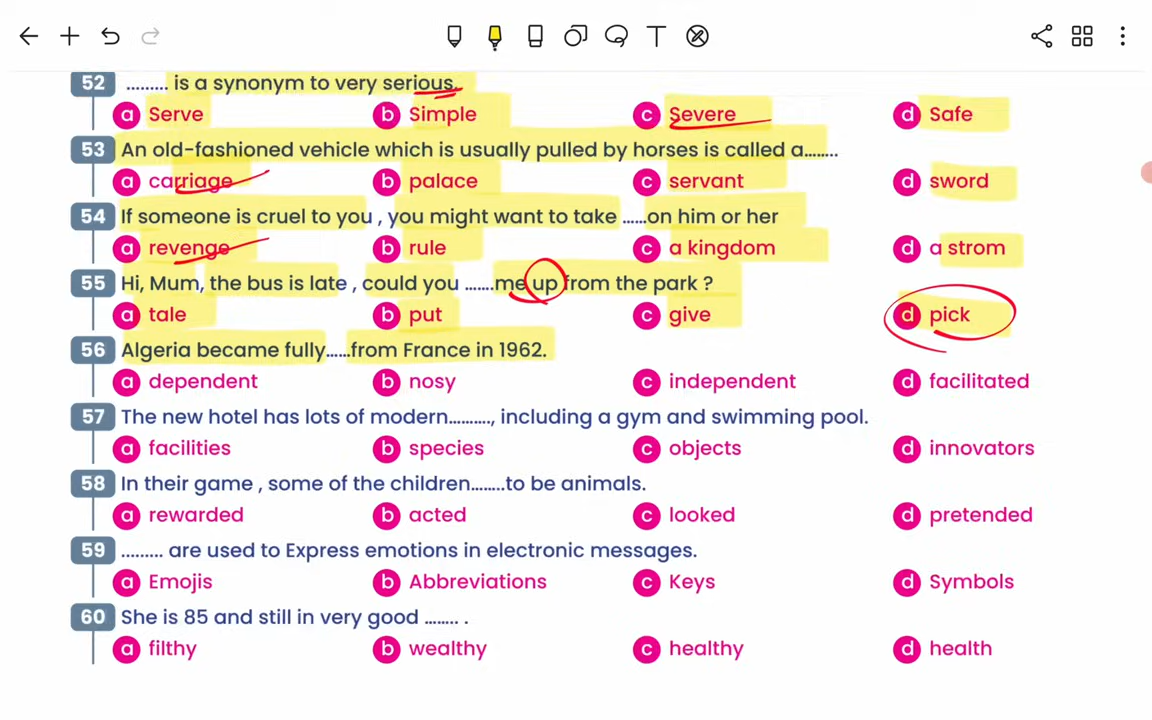 52 ......... is a synonym to very serious.
a Serve b Simple c Severe d Safe
53 An old-fashioned vehicle which is usually pulled by horses is called a........
a carriage b palace c servant d sword
54 If someone is cruel to you , you might want to take ......on him or her
a revenge b rule c a kingdom d a strom
55 Hi, Mum, the bus is late , could you .......me up from the park ?
a tale b put c give d pick
56 Algeria became fully......from France in 1962.
a dependent b nosy c independent d facilitated
57 The new hotel has lots of modern.........., including a gym and swimming pool.
a facilities b species c objects d innovators
58 In their game , some of the children........to be animals.
a rewarded b acted c looked d pretended
59 ......... are used to Express emotions in electronic messages.
a Emojis b Abbreviations c Keys d Symbols
60 She is 85 and still in very good ........ .
a filthy b wealthy c healthy d health